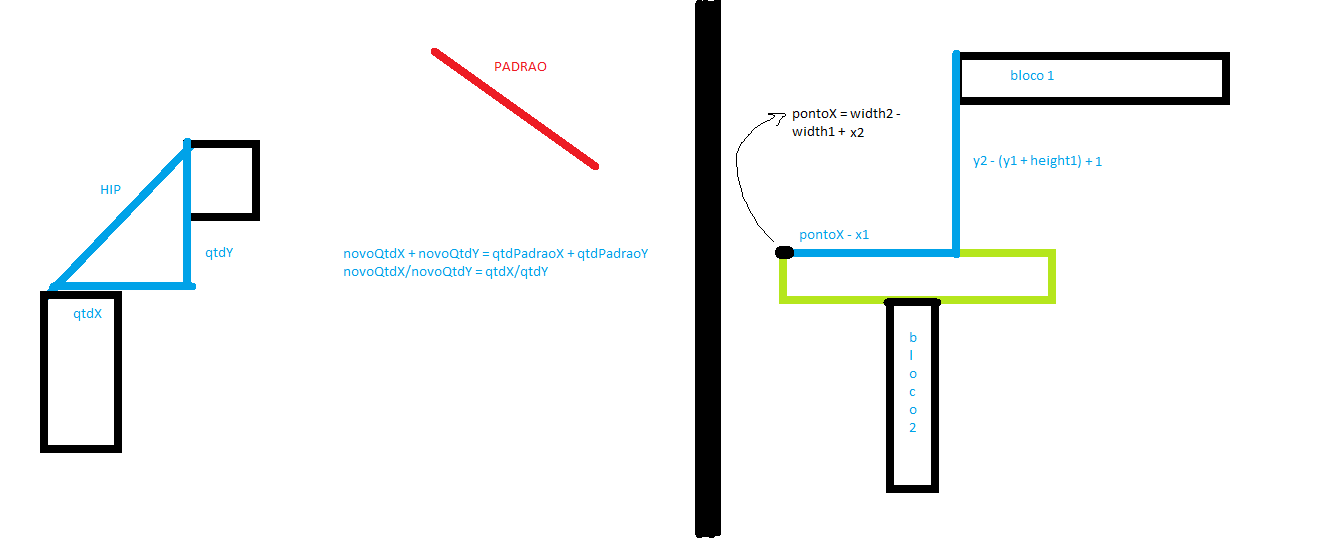 PADRAO
HIP
qtdY
novoQtdX + novoQtdY = qtdPadraoX + qtdPadraoY
novoQtdX/novoQtdY = qtdX/qtdY
qtdX
bloco 1
pontoX = width2 -
width1 + x2
y2 - (y1 + height1) + 1
pontoX - x1
b
l
o
c
o
2